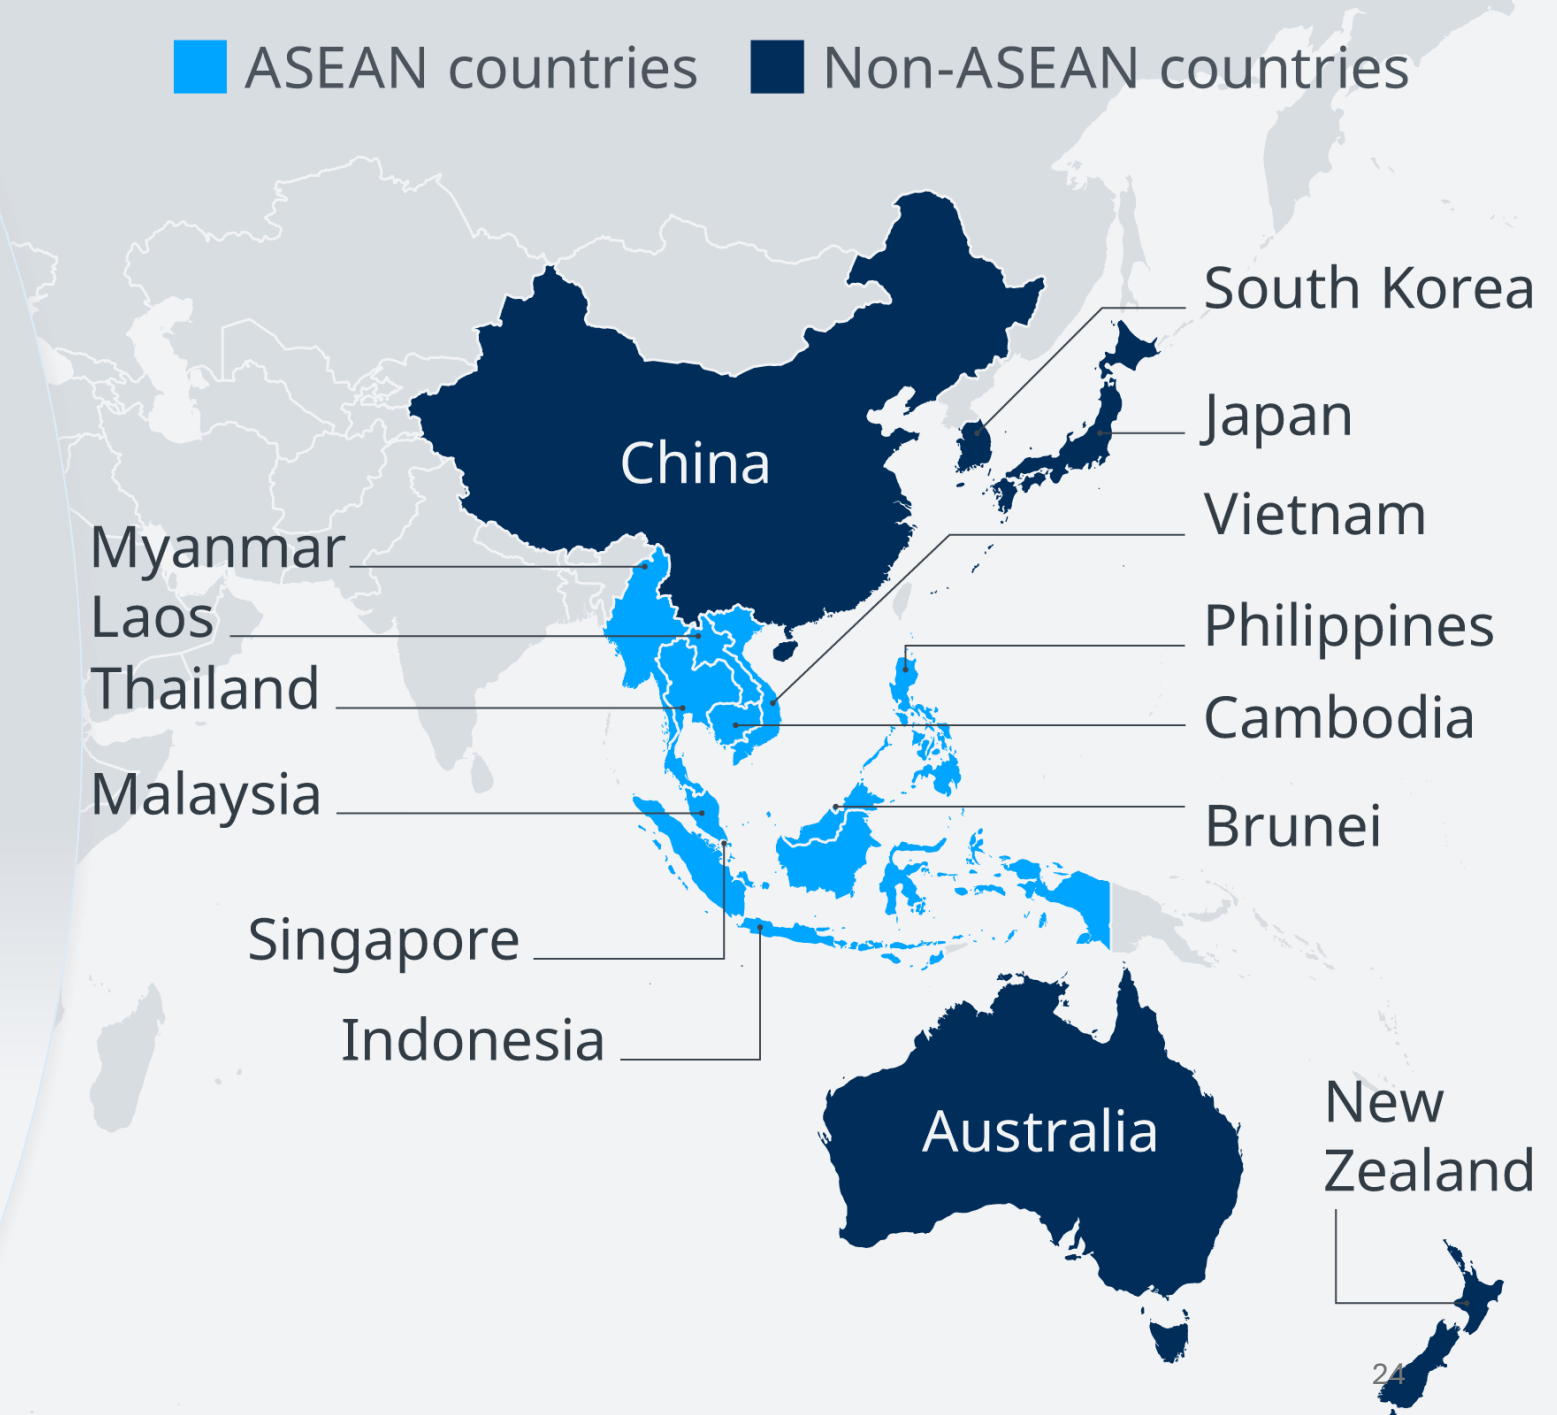 ASEAN countries
Non-ASEAN countries
South Korea
Japan
China
Vietnam
Myanmar
Laos
Philippines
Thailand
Cambodia
Malaysia
Brunei
Singapore
Indonesia
New
Zealand
Australia
24